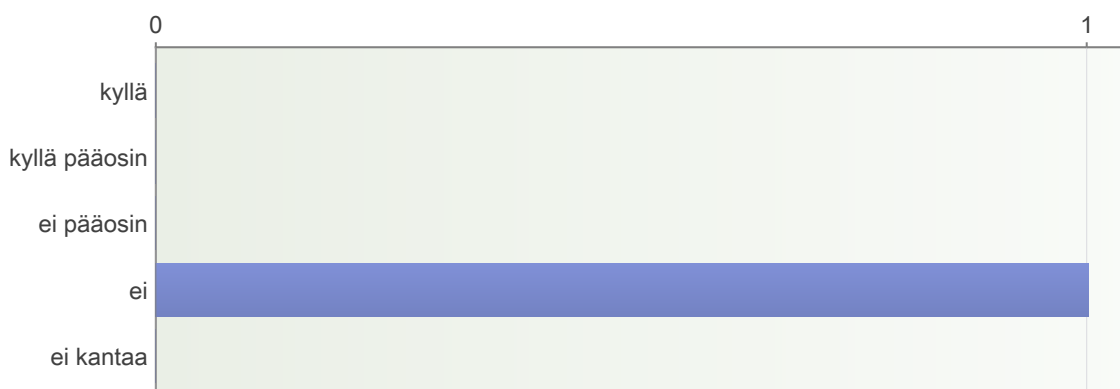 0 1
kyllä
kyllä pääosin
ei pääosin
ei
ei kantaa